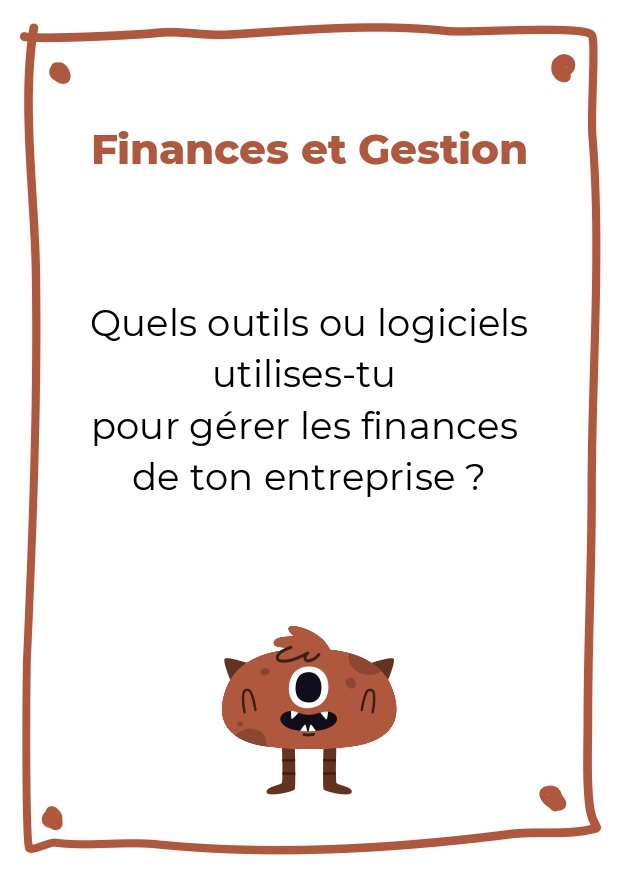 Finances et Gestion
Quels outils ou logiciels
utilises-tu
pour gérer les finances
de ton entreprise ?